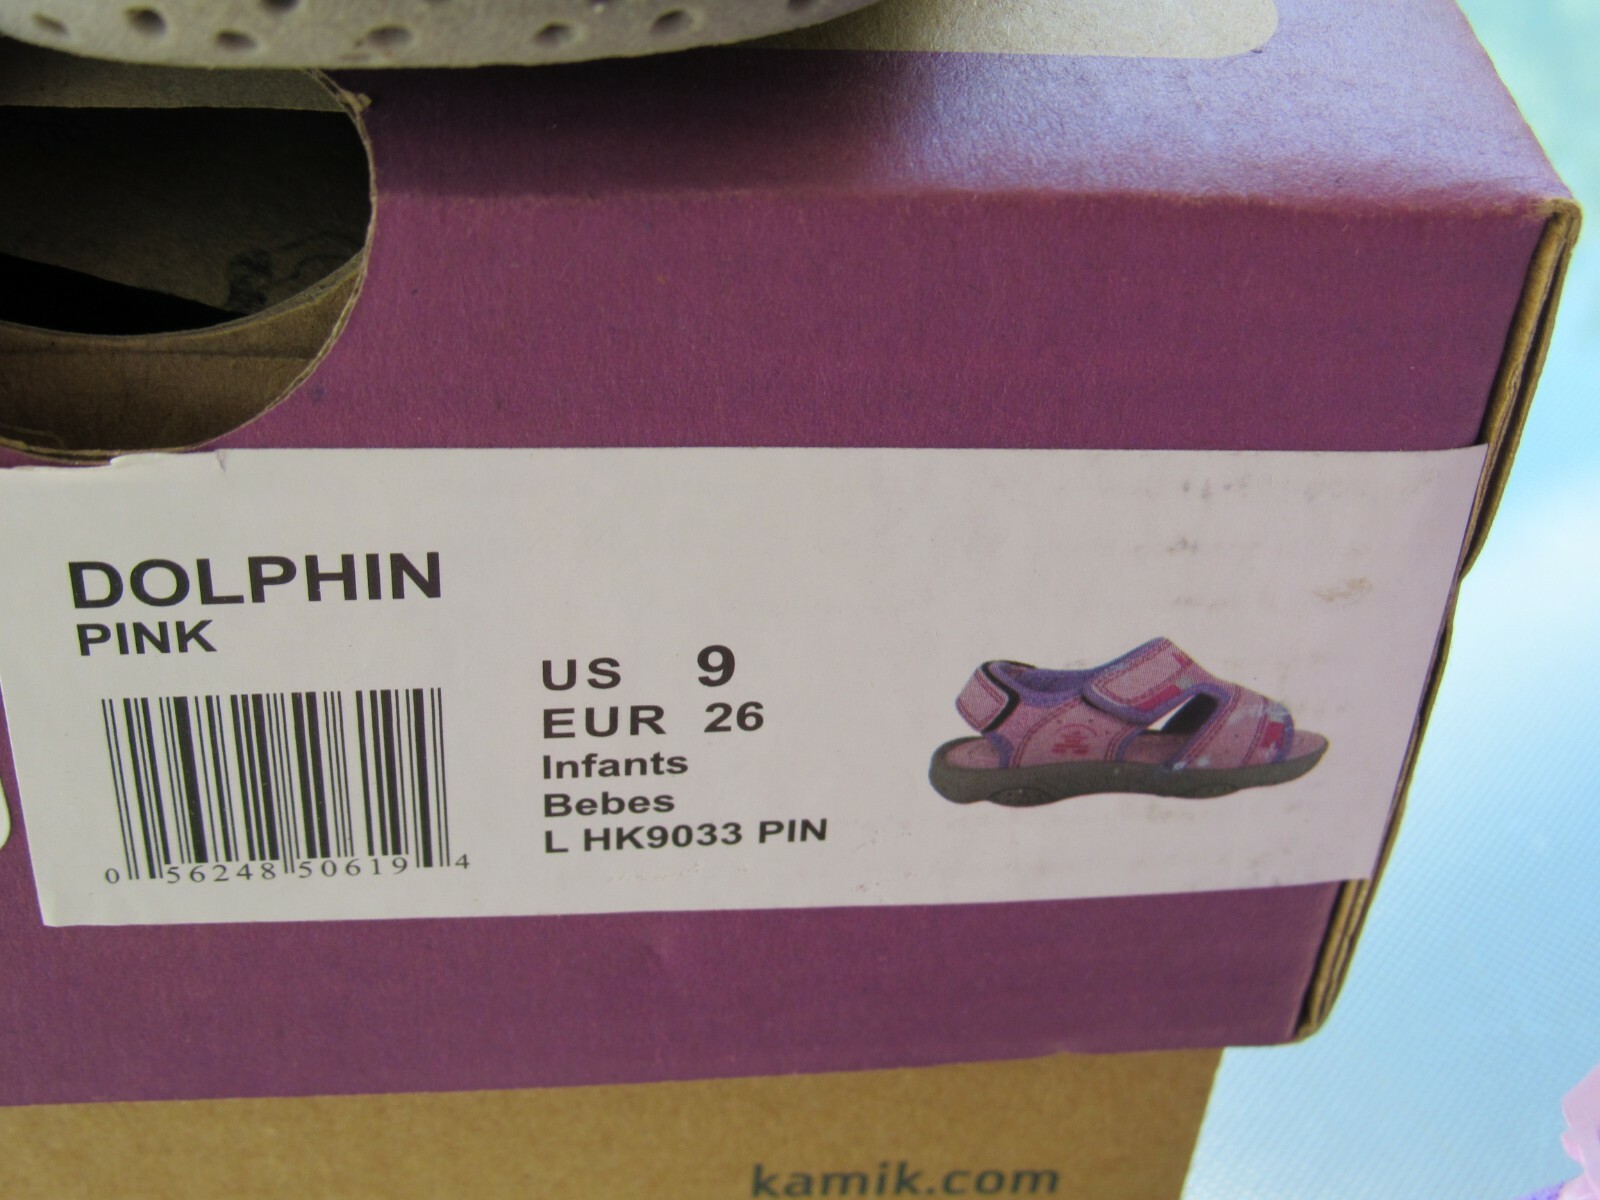 DOLPHIN
PINK
0 56248 50619 4
US 9
EUR 26
Infants
Bebes
L HK9033 PIN
kamik.com